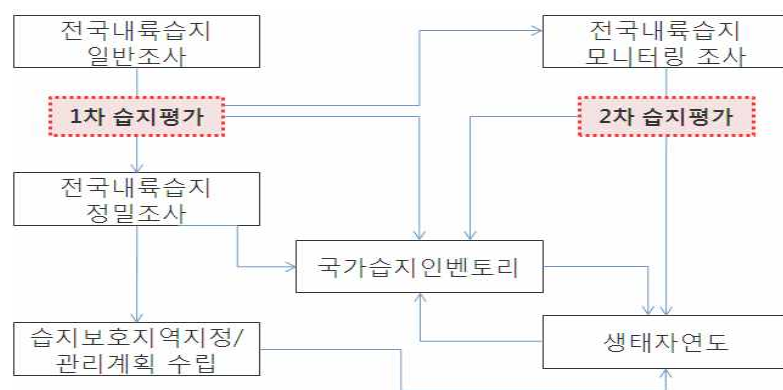 전국내륙습지
일반조사
전국내륙습지
모니터링 조사
1차 습지평가
2차 습지평가
전국내륙습지
정밀조사
국가습지인벤토리
습지보호지역지정/
관리계획 수립
생태자연도